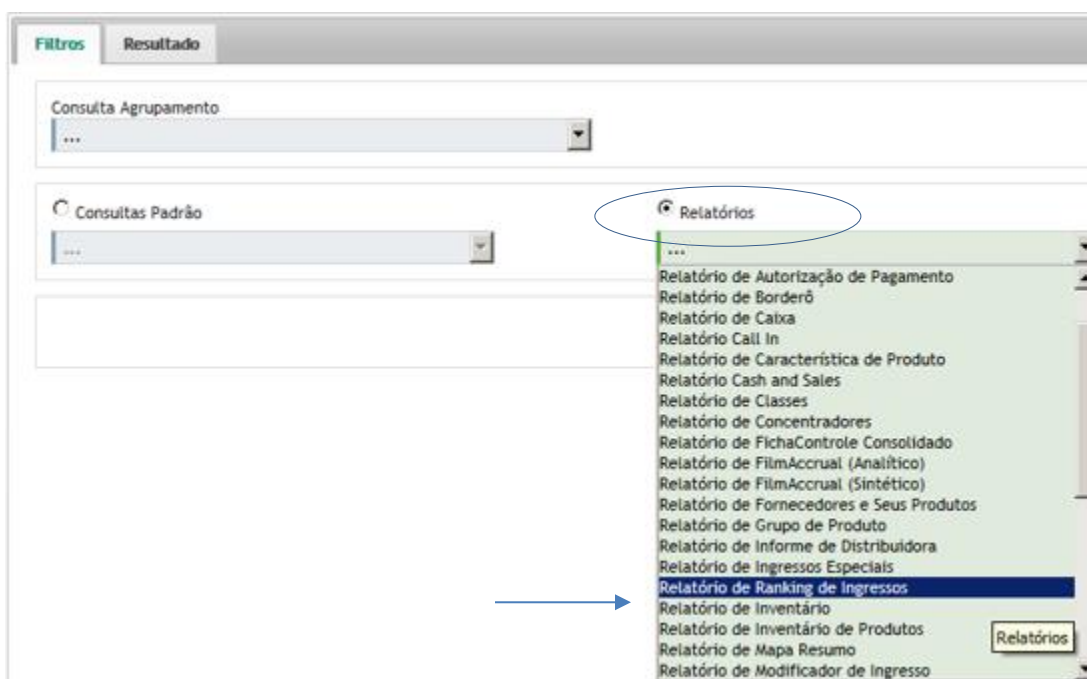 Filtros Resultado
Consulta Agrupamento
...
Consultas Padrão
...
Relatórios
...
Relatório de Autorização de Pagamento
Relatório de Borderô
Relatório de Caixa
Relatório Call In
Relatório de Característica de Produto
Relatório Cash and Sales
Relatório de Classes
Relatório de Concentradores
Relatório de FichaControle Consolidado
Relatório de FilmAccrual (Analítico)
Relatório de FilmAccrual (Sintético)
Relatório de Fornecedores e Seus Produtos
Relatório de Grupo de Produto
Relatório de Informe de Distribuidora
Relatório de Ingressos Especiais
Relatório de Ranking de Ingressos
Relatório de Inventário
Relatório de Inventário de Produtos
Relatórios
Relatório de Mapa Resumo
Relatório de Modificador de Ingresso